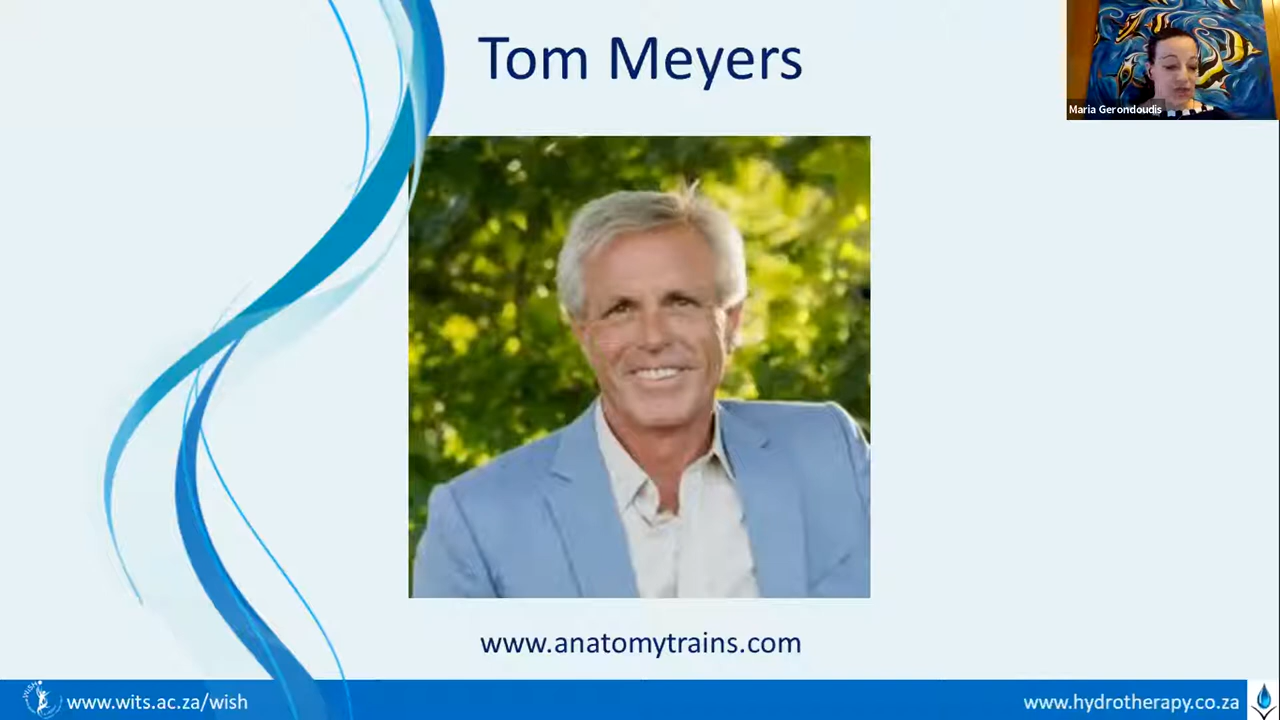 Tom Meyers
Maria Gerondoudis
www.anatomytrains.com
www.wits.ac.za/wish
www.hydrotherapy.co.za